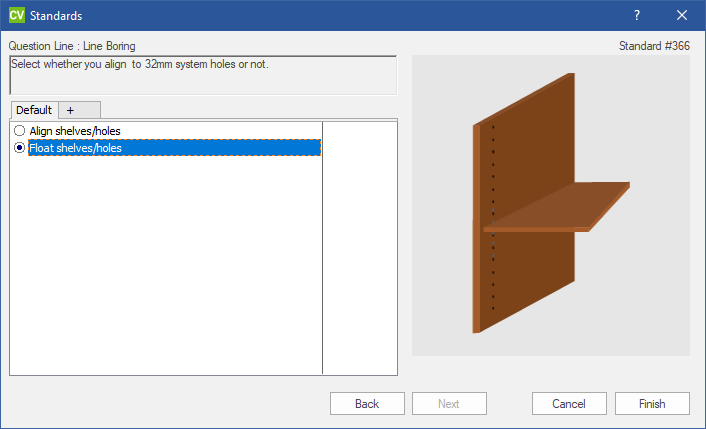 CV Standards ?
Question Line : Line Boring Standard #366
Select whether you align  to 32mm system holes or not.
Default +
Align shelves/holes
Float shelves/holes
Back Next Cancel Finish